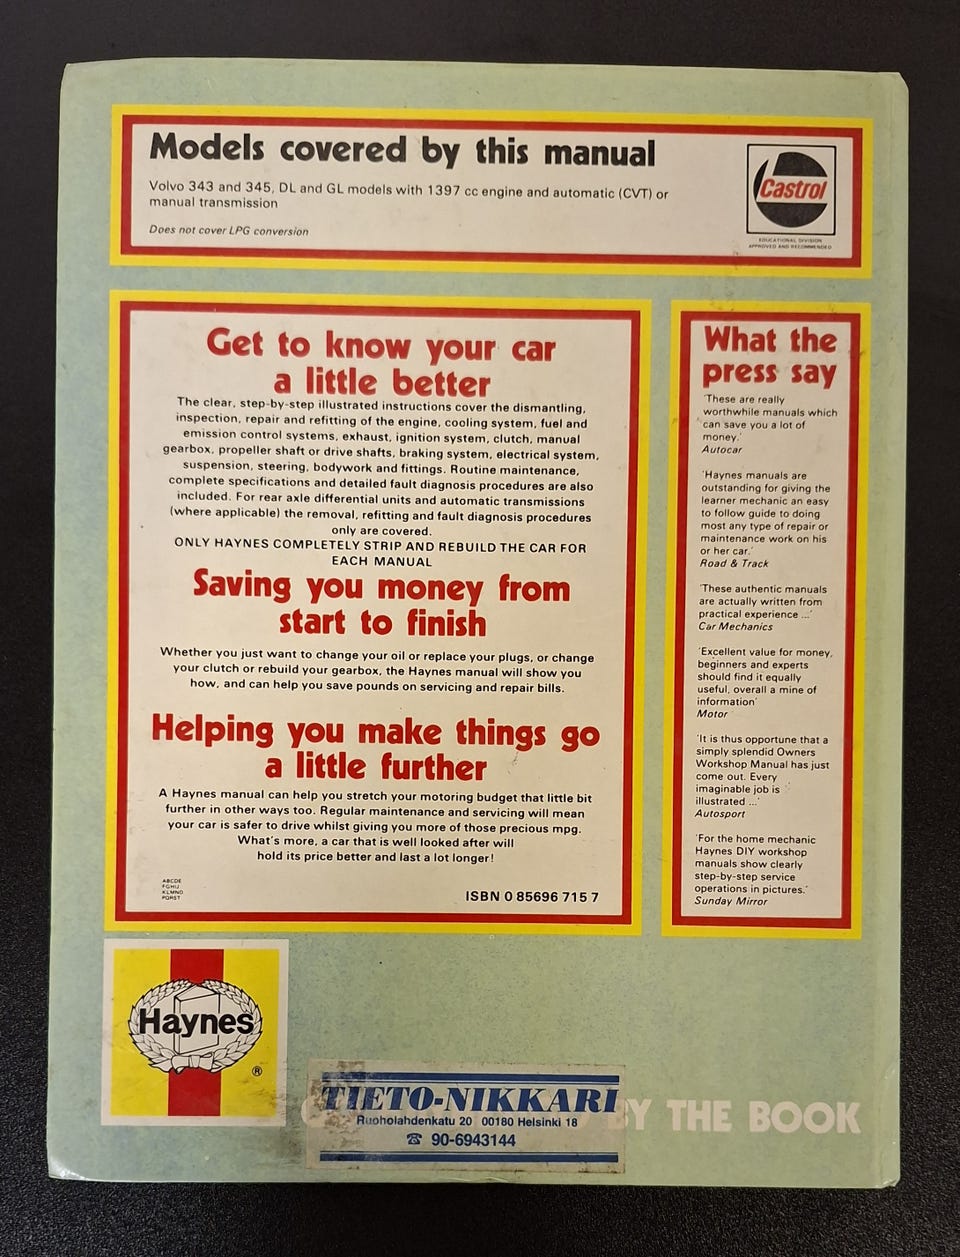 Models covered by this manual
Volvo 343 and 345, DL and GL models with 1397 cc engine and automatic (CVT) or
manual transmission
Does not cover LPG conversion
Castrol
EDUCATIONAL DIVISION
APPROVED AND RECOMMENDED
Get to know your car
a little better
The clear, step-by-step illustrated instructions cover the dismantling,
inspection, repair and refitting of the engine, cooling system, fuel and
emission control systems, exhaust, ignition system, clutch, manual
gearbox, propeller shaft or drive shafts, braking system, electrical system,
suspension, steering, bodywork and fittings. Routine maintenance,
complete specifications and detailed fault diagnosis procedures are also
included. For rear axle differential units and automatic transmissions
(where applicable) the removal, refitting and fault diagnosis procedures
only are covered.
ONLY HAYNES COMPLETELY STRIP AND REBUILD THE CAR FOR
EACH MANUAL
Saving you money from
start to finish
Whether you just want to change your oil or replace your plugs, or change
your clutch or rebuild your gearbox, the Haynes manual will show you
how, and can help you save pounds on servicing and repair bills.
Helping you make things go
a little further
A Haynes manual can help you stretch your motoring budget that little bit
further in other ways too. Regular maintenance and servicing will mean
your car is safer to drive whilst giving you more of those precious mpg.
What's more, a car that is well looked after will
hold its price better and last a lot longer!
ABCDE
FGHIJ
KLMNO
PQRST
ISBN 0 85696 715 7
What the
press say
'These are really
worthwhile manuals which
can save you a lot of
money.'
Autocar
'Haynes manuals are
outstanding for giving the
learner mechanic an easy
to follow guide to doing
most any type of repair or
maintenance work on his
or her car.'
Road & Track
'These authentic manuals
are actually written from
practical experience ...'
Car Mechanics
'Excellent value for money,
beginners and experts
should find it equally
useful, overall a mine of
information'
Motor
'It is thus opportune that a
simply splendid Owners
Workshop Manual has just
come out. Every
imaginable job is
illustrated ...'
Autosport
'For the home mechanic
Haynes DIY workshop
manuals show clearly
step-by-step service
operations in pictures.'
Sunday Mirror
Haynes
®
BY THE BOOK
TIETO-NIKKARI
Ruoholahdenkatu 20 00180 Helsinki 18
☎ 90-6943144